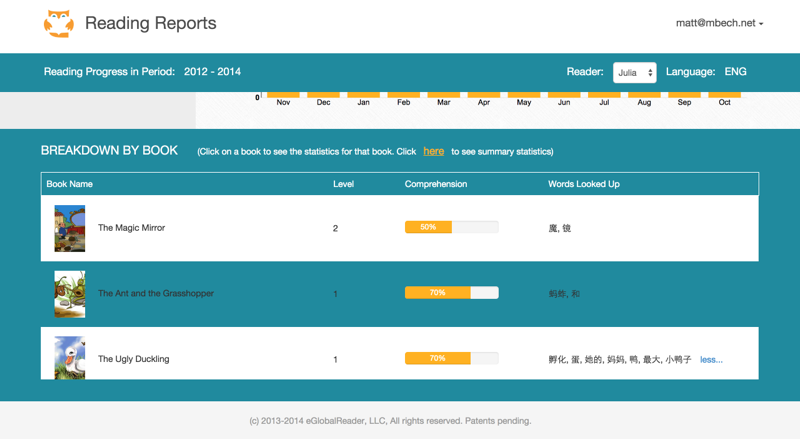 Reading Reports
matt@mbech.net
Reading Progress in Period: 2012 - 2014
Reader: Julia Language: ENG
0
Nov Dec Jan Feb Mar Apr May Jun Jul Aug Sep Oct
BREAKDOWN BY BOOK (Click on a book to see the statistics for that book. Click here to see summary statistics)
Book Name Level Comprehension Words Looked Up
The Magic Mirror 2 50% 魔, 镜
The Ant and the Grasshopper 1 70% 蚂蚱, 和
The Ugly Duckling 1 70% 孵化, 蛋, 她的, 妈妈, 鸭, 最大, 小鸭子 less...
(c) 2013-2014 eGlobalReader, LLC, All rights reserved. Patents pending.